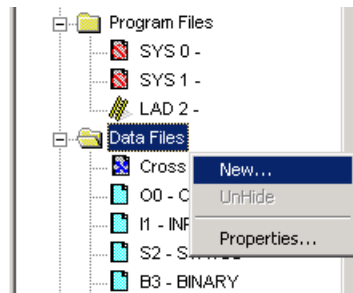 Program Files
SYS 0 -
SYS 1 -
LAD 2 -
Data Files
Cross
New...
O0 - O
UnHide
I1 - INP
S2 - STATUS
Properties...
B3 - BINARY